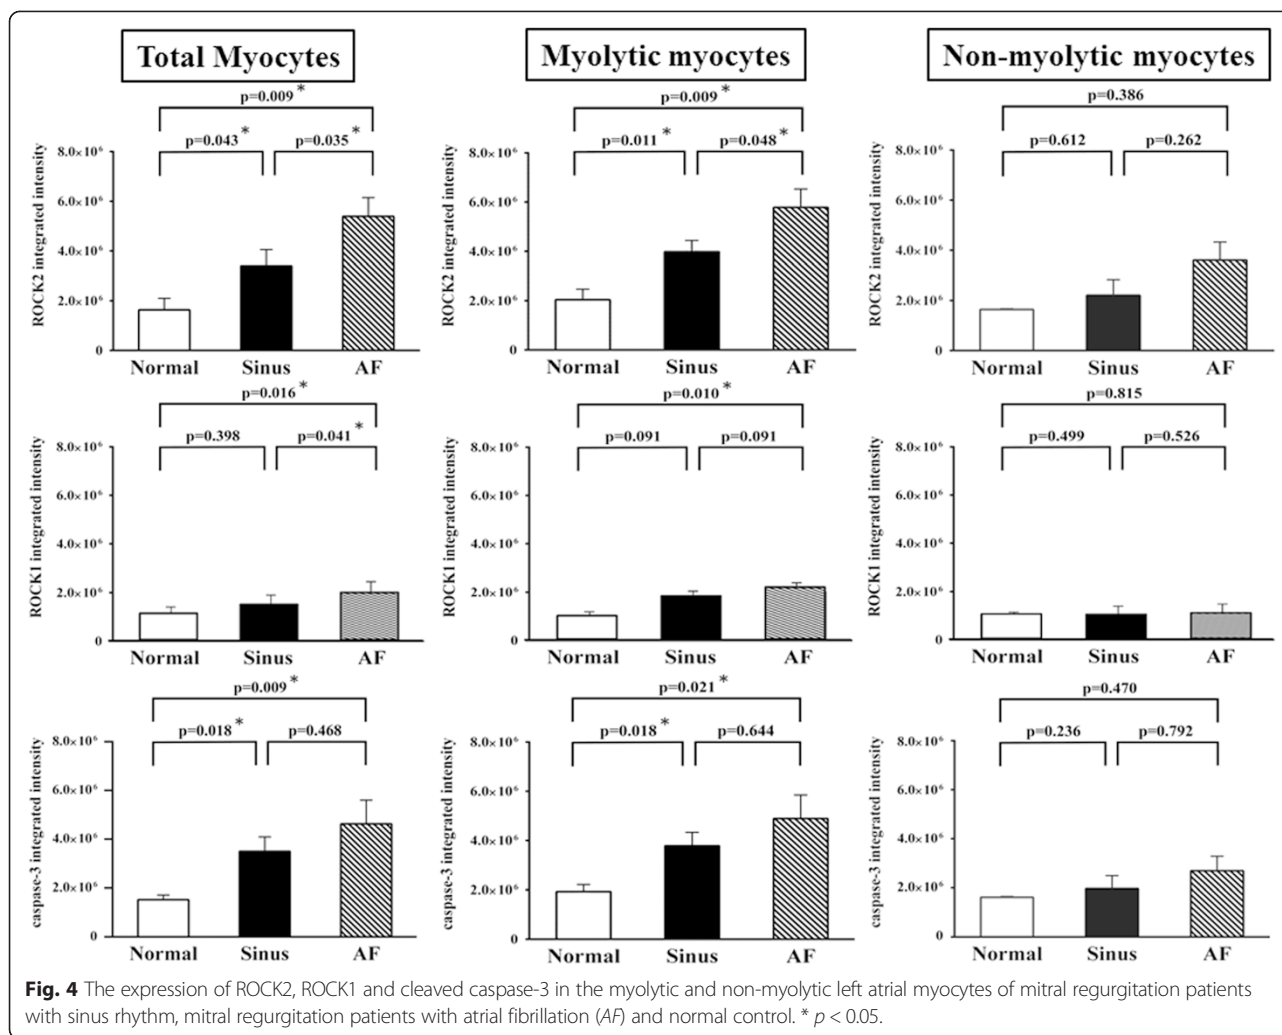 Total Myocytes
Myolytic myocytes
Non-myolytic myocytes
p=0.009 *
p=0.043 *
p=0.035 *
ROCK2 integrated intensity
8.0×10⁶
6.0×10⁶
4.0×10⁶
2.0×10⁶
0
Normal Sinus AF
p=0.009 *
p=0.011 *
p=0.048 *
ROCK2 integrated intensity
8.0×10⁶
6.0×10⁶
4.0×10⁶
2.0×10⁶
0
Normal Sinus AF
p=0.386
p=0.612
p=0.262
ROCK2 integrated intensity
8.0×10⁶
6.0×10⁶
4.0×10⁶
2.0×10⁶
0
Normal Sinus AF
p=0.016 *
p=0.398
p=0.041 *
ROCK1 integrated intensity
8.0×10⁶
6.0×10⁶
4.0×10⁶
2.0×10⁶
0
Normal Sinus AF
p=0.010 *
p=0.091
p=0.091
ROCK1 integrated intensity
8.0×10⁶
6.0×10⁶
4.0×10⁶
2.0×10⁶
0
Normal Sinus AF
p=0.815
p=0.499
p=0.526
ROCK1 integrated intensity
8.0×10⁶
6.0×10⁶
4.0×10⁶
2.0×10⁶
0
Normal Sinus AF
p=0.009 *
p=0.018 *
p=0.468
caspase-3 integrated intensity
8.0×10⁶
6.0×10⁶
4.0×10⁶
2.0×10⁶
0
Normal Sinus AF
p=0.021 *
p=0.018 *
p=0.644
caspase-3 integrated intensity
8.0×10⁶
6.0×10⁶
4.0×10⁶
2.0×10⁶
0
Normal Sinus AF
p=0.470
p=0.236
p=0.792
caspase-3 integrated intensity
8.0×10⁶
6.0×10⁶
4.0×10⁶
2.0×10⁶
0
Normal Sinus AF
Fig. 4 The expression of ROCK2, ROCK1 and cleaved caspase-3 in the myolytic and non-myolytic left atrial myocytes of mitral regurgitation patients
with sinus rhythm, mitral regurgitation patients with atrial fibrillation (AF) and normal control. * p < 0.05.